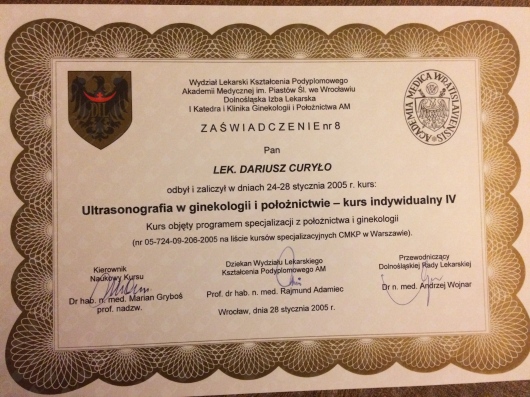 Wydział Lekarski Kształcenia Podyplomowego
Akademii Medycznej im. Piastów Śl. we Wrocławiu
Dolnośląska Izba Lekarska
I Katedra i Klinika Ginekologii i Położnictwa AM
ZAŚWIADCZENIE nr 8
Pan
LEK. DARIUSZ CURYŁO
odbył i zaliczył w dniach 24-28 stycznia 2005 r. kurs:
Ultrasonografia w ginekologii i położnictwie – kurs indywidualny IV
Kurs objęty programem specjalizacji z położnictwa i ginekologii
(nr 05-724-09-206-2005 na liście kursów specjalizacyjnych CMKP w Warszawie).
Kierownik
Naukowy Kursu
Dr hab. n. med. Marian Gryboś
prof. nadzw.
Dziekan Wydziału Lekarskiego
Kształcenia Podyplomowego AM
Prof. dr hab. n. med. Rajmund Adamiec
Przewodniczący
Dolnośląskiej Rady Lekarskiej
Dr n. med. Andrzej Wojnar
Wrocław, dnia 28 stycznia 2005 r.
ACADEMIA MEDICA WRATISLAVIENSIS